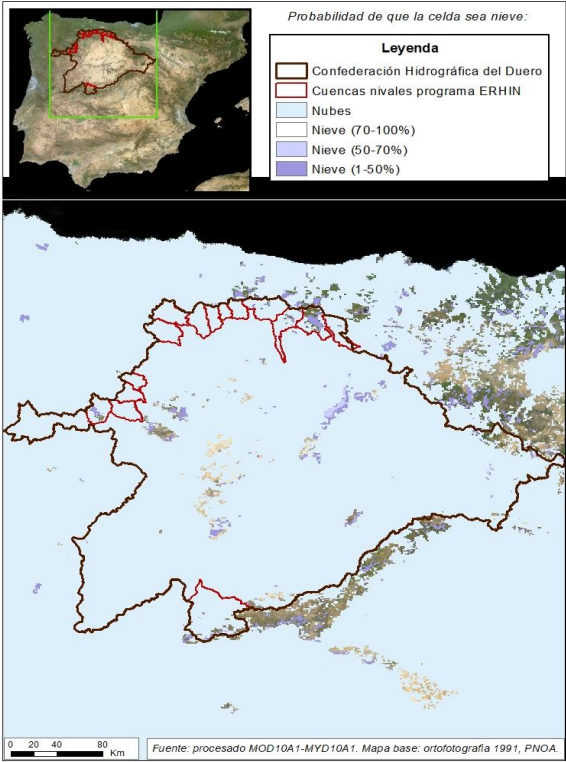 Probabilidad de que la celda sea nieve:
Leyenda
Confederación Hidrográfica del Duero
Cuencas nivales programa ERHIN
Nubes
Nieve (70-100%)
Nieve (50-70%)
Nieve (1-50%)
0 20 40 80
Km
Fuente: procesado MOD10A1-MYD10A1. Mapa base: ortofotografía 1991, PNOA.